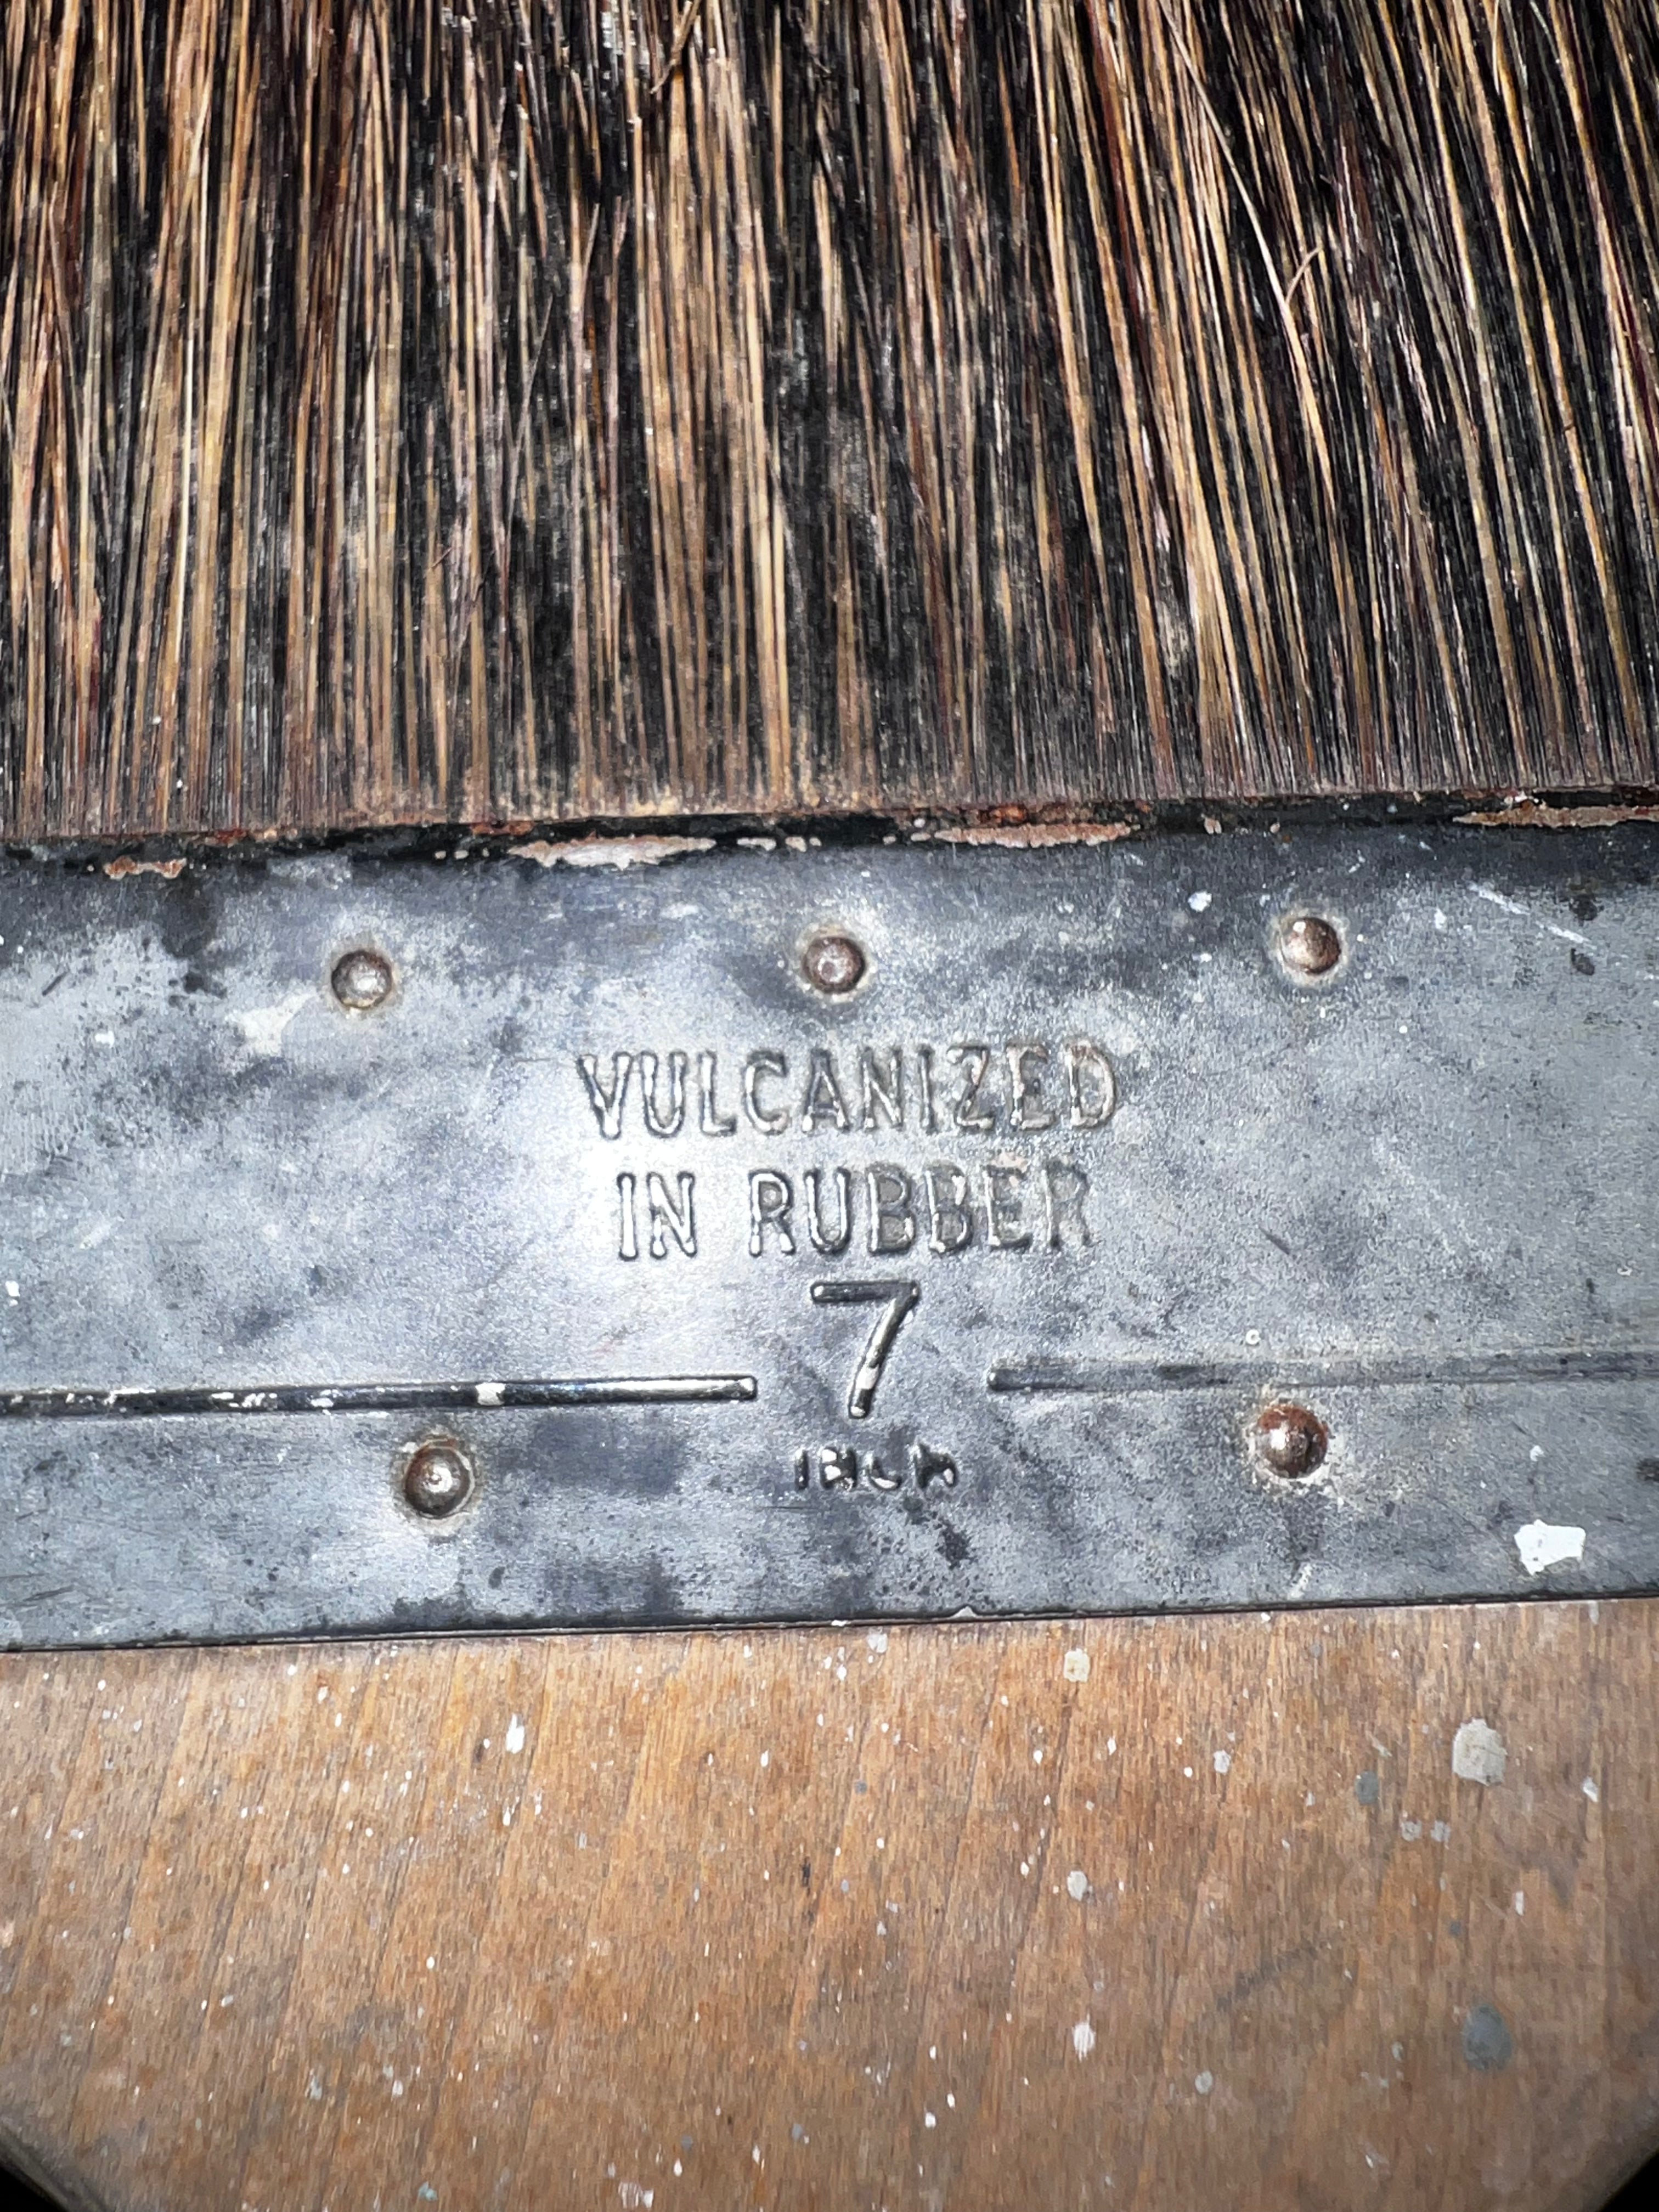 VULCANIZED
IN RUBBER
7
INCH